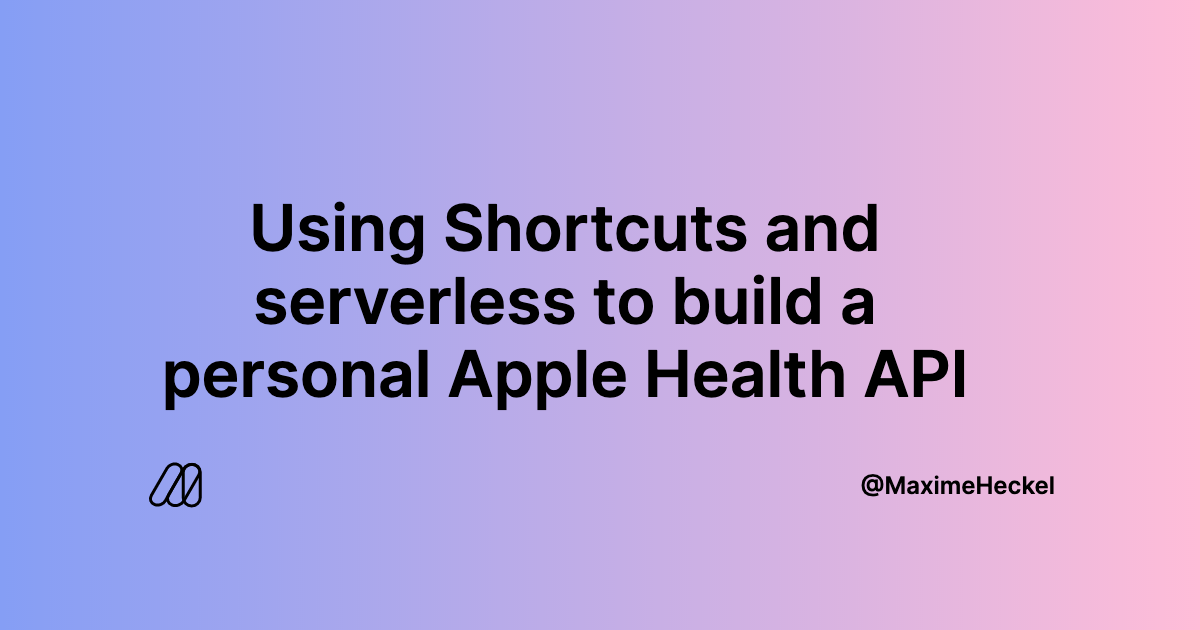 Using Shortcuts and
serverless to build a
personal Apple Health API
@MaximeHeckel